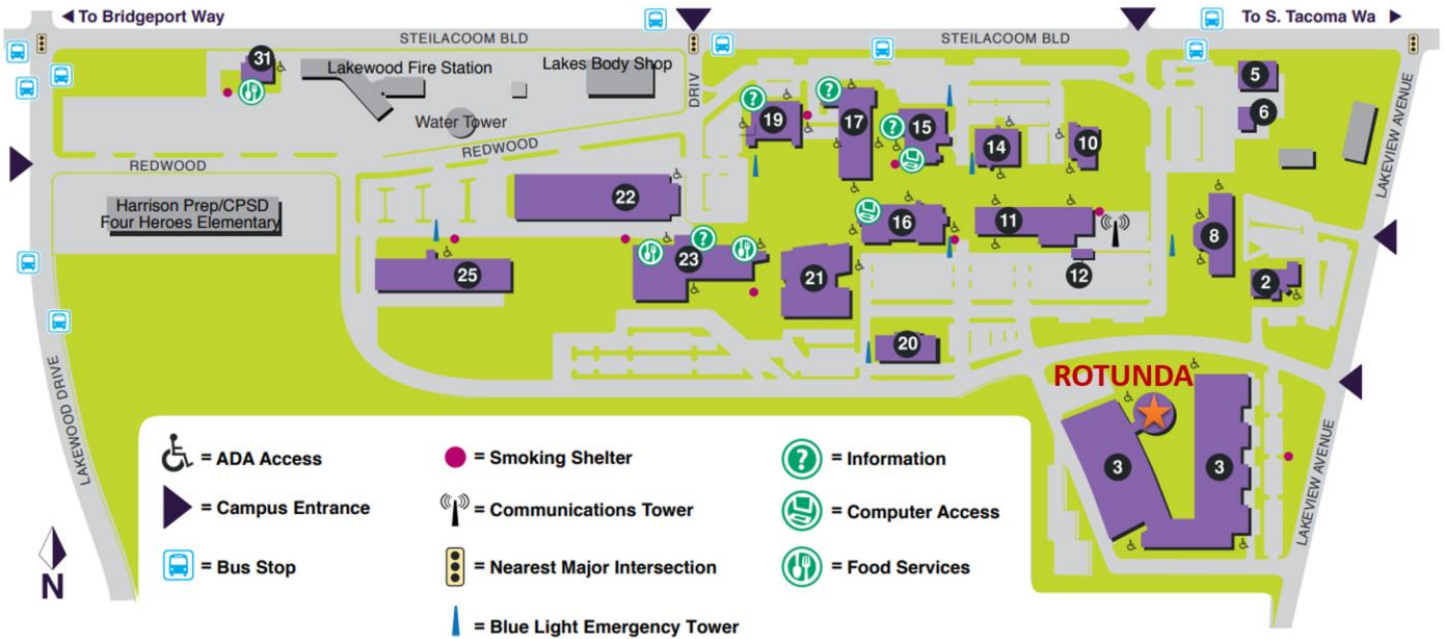 To Bridgeport Way
To S. Tacoma Wa
STEILACOOM BLD
STEILACOOM BLD
31
Lakewood Fire Station
Lakes Body Shop
DRIV
5
6
LAKEVIEW AVENUE
19
17
15
14
10
Water Tower
REDWOOD
REDWOOD
Harrison Prep/CPSD
Four Heroes Elementary
22
16
11
8
25
23
21
12
2
20
LAKEWOOD DRIVE
ROTUNDA
3
3
LAKEVIEW AVENUE
= ADA Access
= Smoking Shelter
= Information
= Campus Entrance
= Communications Tower
= Computer Access
= Bus Stop
= Nearest Major Intersection
= Food Services
= Blue Light Emergency Tower
N
?
?
?
?
?